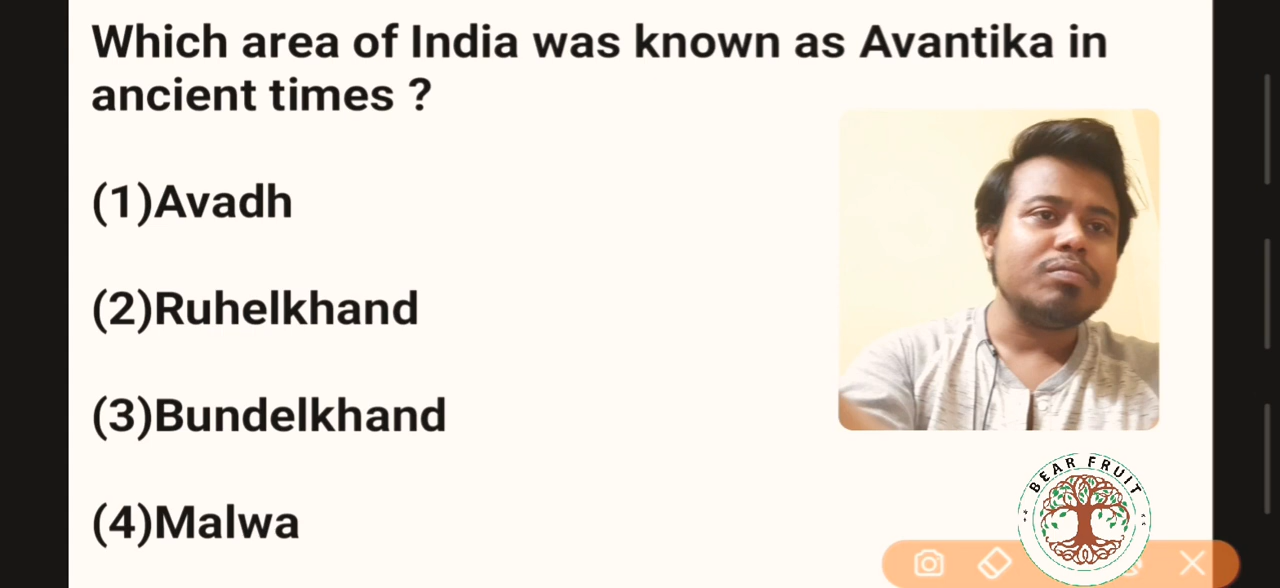 Which area of India was known as Avantika in
ancient times ?
(1)Avadh
(2)Ruhelkhand
(3)Bundelkhand
(4)Malwa
BEAR FRUIT